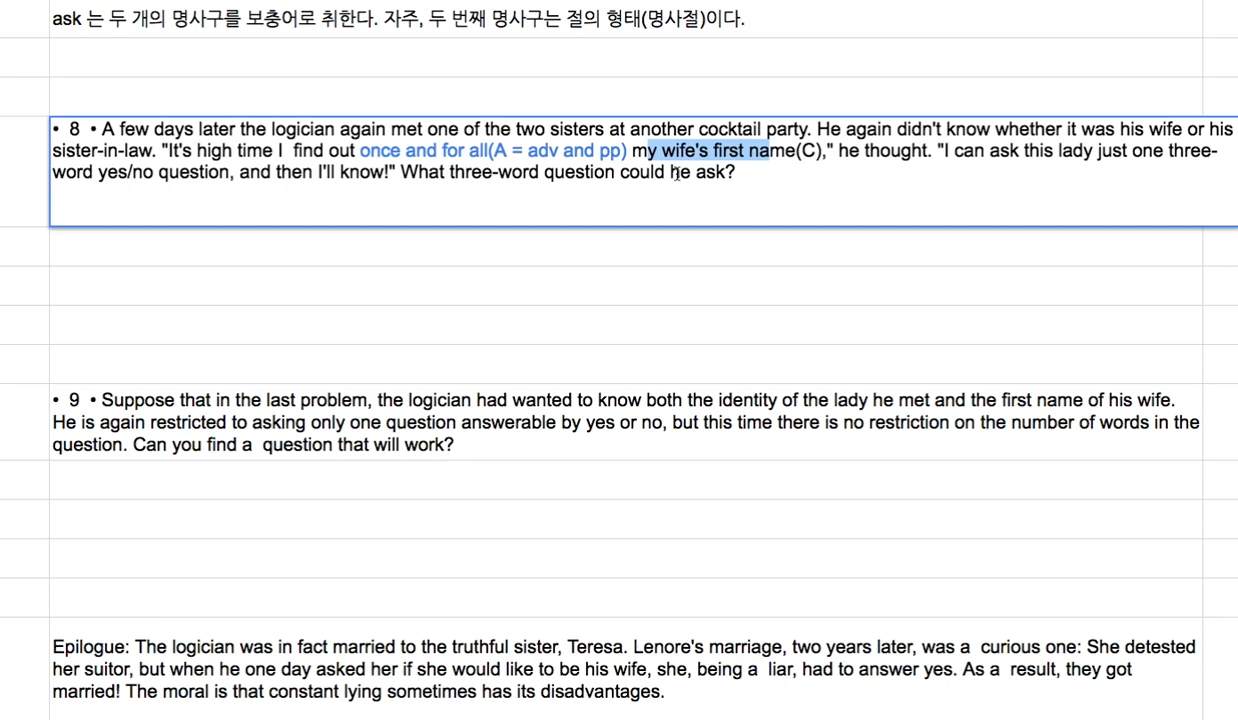 ask 는 두 개의 명사구를 보충어로 취한다. 자주, 두 번째 명사구는 절의 형태(명사절)이다.
• 8 • A few days later the logician again met one of the two sisters at another cocktail party. He again didn't know whether it was his wife or his
sister-in-law. "It's high time I find out once and for all(A = adv and pp) my wife's first name(C)," he thought. "I can ask this lady just one three-
word yes/no question, and then I'll know!" What three-word question could he ask?
• 9 • Suppose that in the last problem, the logician had wanted to know both the identity of the lady he met and the first name of his wife.
He is again restricted to asking only one question answerable by yes or no, but this time there is no restriction on the number of words in the
question. Can you find a question that will work?
Epilogue: The logician was in fact married to the truthful sister, Teresa. Lenore's marriage, two years later, was a curious one: She detested
her suitor, but when he one day asked her if she would like to be his wife, she, being a liar, had to answer yes. As a result, they got
married! The moral is that constant lying sometimes has its disadvantages.